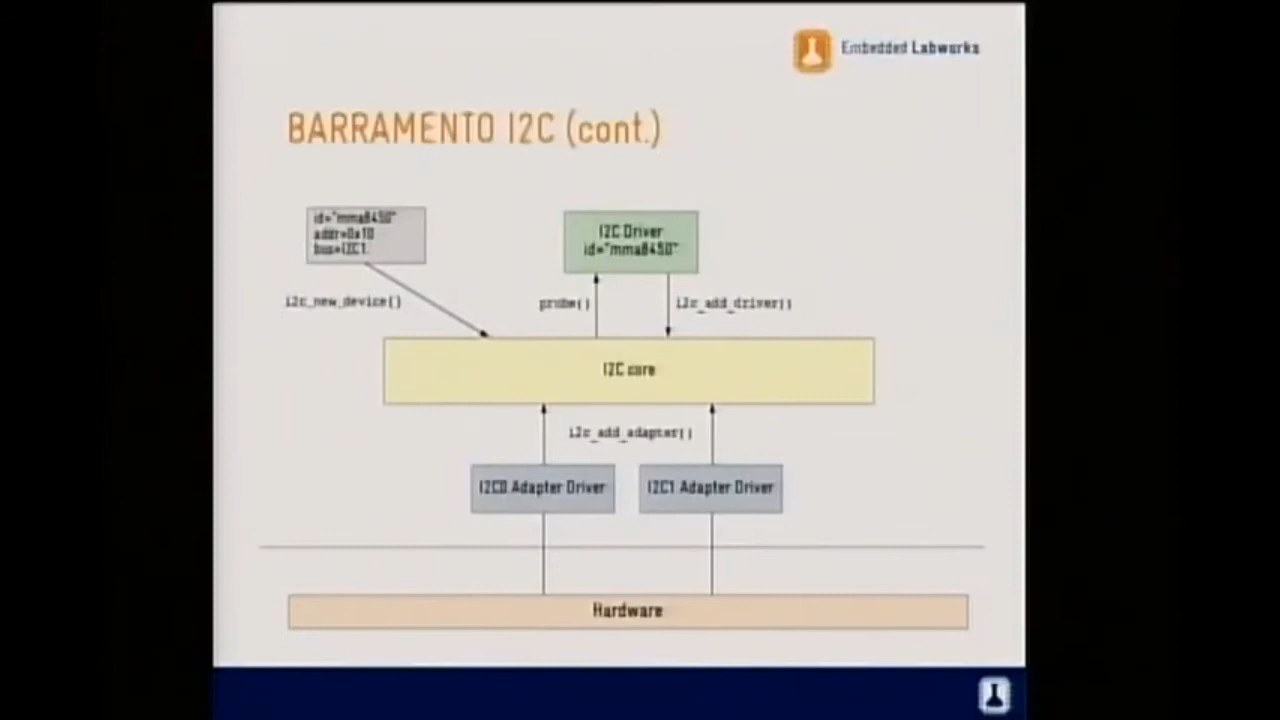 Embedded Labworks
BARRAMENTO I2C (cont.)
id="mma8450"
addr=0x10
bus=I2C1.
I2C Driver
id="mma8450"
i2c_new_device()
probe()
i2c_add_driver()
I2C core
i2c_add_adapter()
I2C0 Adapter Driver
I2C1 Adapter Driver
Hardware